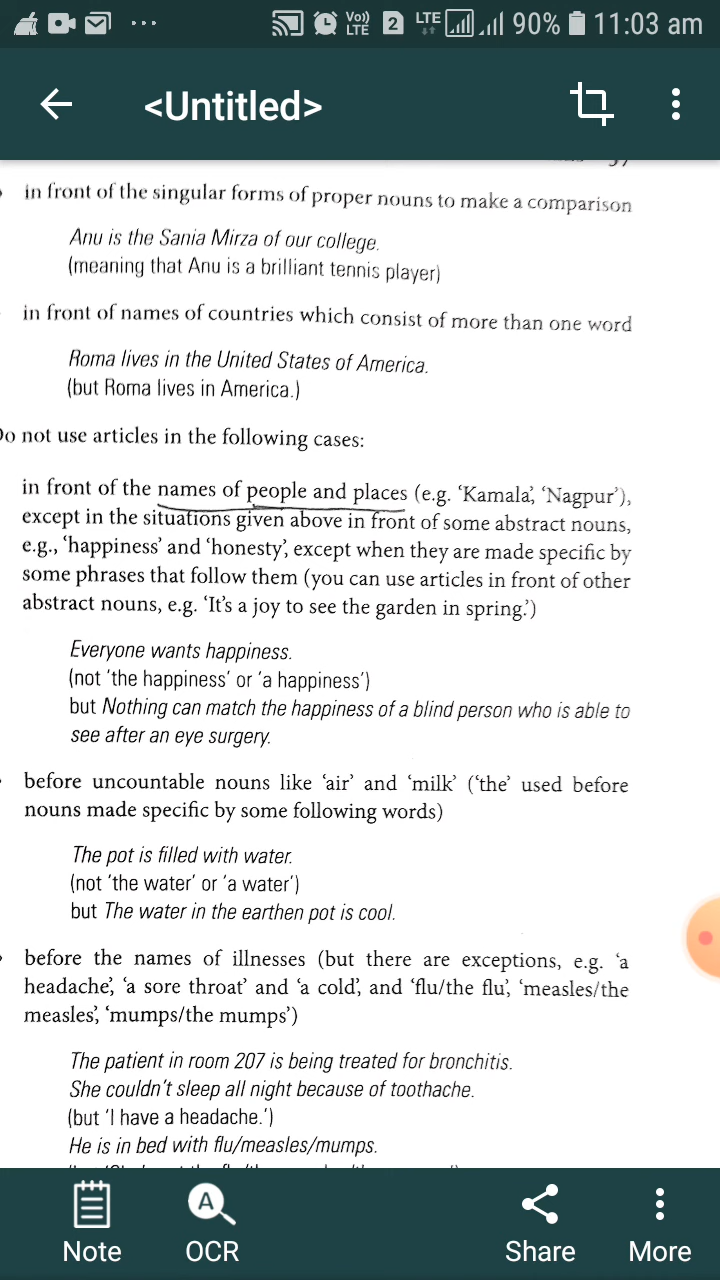 Vo))
LTE
2
LTE
90%
11:03 am
<Untitled>
in front of the singular forms of proper nouns to make a comparison
Anu is the Sania Mirza of our college.
(meaning that Anu is a brilliant tennis player)
in front of names of countries which consist of more than one word
Roma lives in the United States of America.
(but Roma lives in America.)
Do not use articles in the following cases:
in front of the names of people and places (e.g. ‘Kamala’, ‘Nagpur’),
except in the situations given above in front of some abstract nouns,
e.g., ‘happiness’ and ‘honesty’, except when they are made specific by
some phrases that follow them (you can use articles in front of other
abstract nouns, e.g. ‘It’s a joy to see the garden in spring.’)
Everyone wants happiness.
(not ‘the happiness’ or ‘a happiness’)
but Nothing can match the happiness of a blind person who is able to
see after an eye surgery.
before uncountable nouns like ‘air’ and ‘milk’ (‘the’ used before
nouns made specific by some following words)
The pot is filled with water.
(not ‘the water’ or ‘a water’)
but The water in the earthen pot is cool.
before the names of illnesses (but there are exceptions, e.g. ‘a
headache’, ‘a sore throat’ and ‘a cold’, and ‘flu/the flu’, ‘measles/the
measles’, ‘mumps/the mumps’)
The patient in room 207 is being treated for bronchitis.
She couldn’t sleep all night because of toothache.
(but ‘I have a headache.’)
He is in bed with flu/measles/mumps.
A
Note
OCR
Share
More